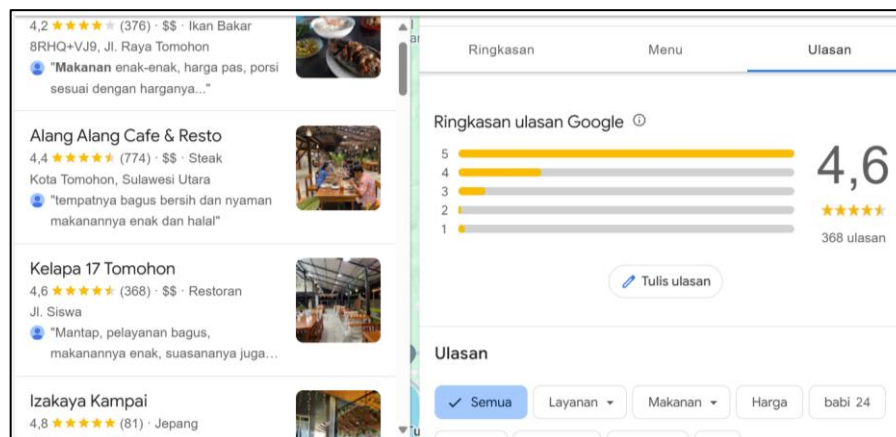 4,2 (376) · $$ · Ikan Bakar
8RHQ+VJ9, Jl. Raya Tomohon
"Makanan enak-enak, harga pas, porsi
sesuai dengan harganya..."
Alang Alang Cafe & Resto
4,4 (774) · $$ · Steak
Kota Tomohon, Sulawesi Utara
"tempatnya bagus bersih dan nyaman
makanannya enak dan halal"
Kelapa 17 Tomohon
4,6 (368) · $$ · Restoran
Jl. Siswa
"Mantap, pelayanan bagus,
makanannya enak, suasananya juga…
Izakaya Kampai
4,8 (81) · Jepang
Ringkasan
Menu
Ulasan
Ringkasan ulasan Google
5
4
3
2
1
4,6
368 ulasan
Tulis ulasan
Ulasan
Semua
Layanan
Makanan
Harga
babi 24